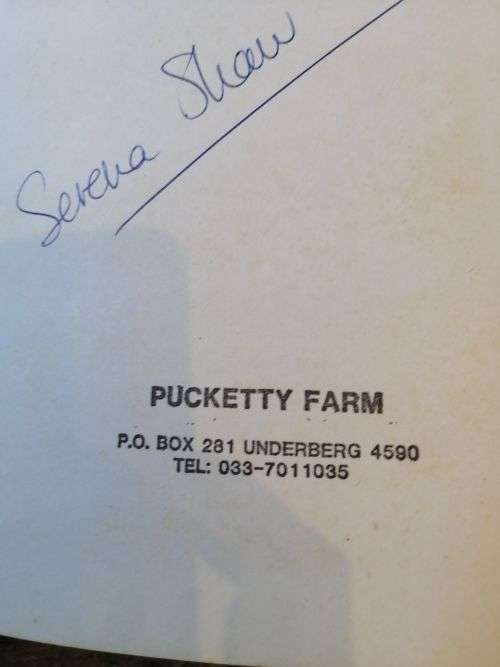 Serena Shaw
PUCKETTY FARM
P.O. BOX 281 UNDERBERG 4590
TEL: 033-7011035